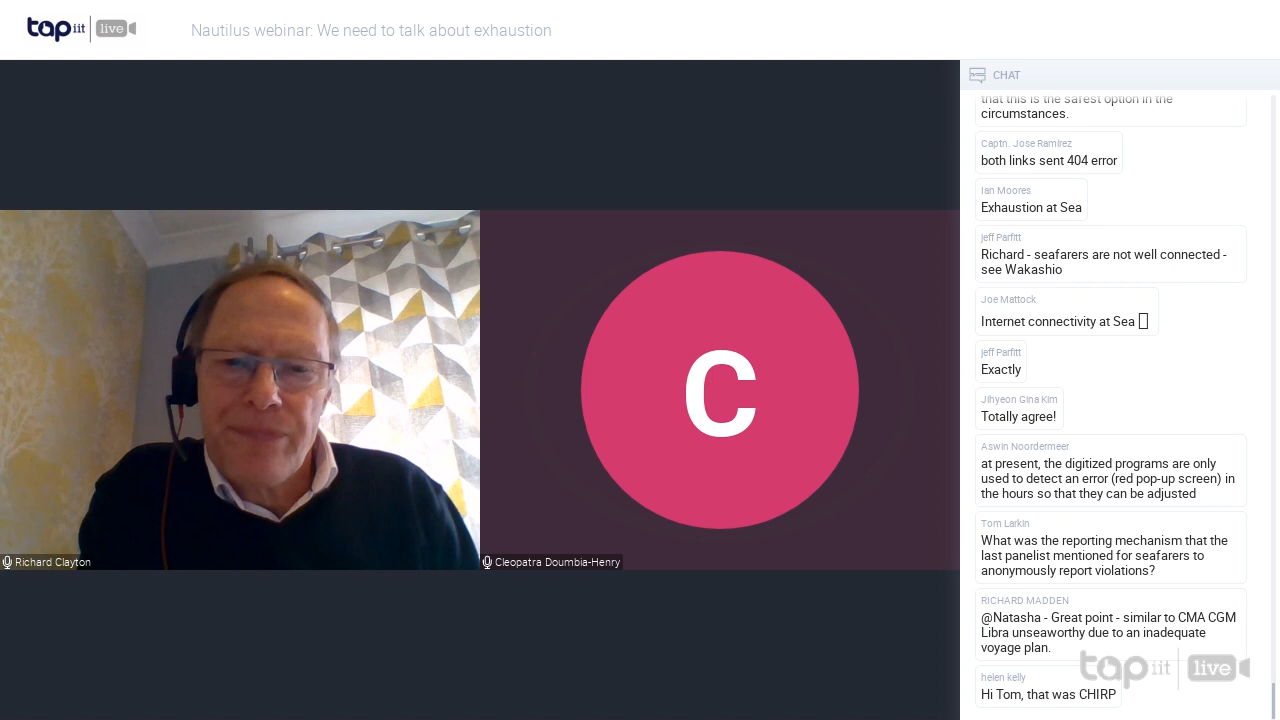 tap iit live
Nautilus webinar: We need to talk about exhaustion
CHAT
that this is the safest option in the
circumstances.
Captn. Jose Ramirez
both links sent 404 error
Ian Moores
Exhaustion at Sea
jeff Parfitt
Richard - seafarers are not well connected -
see Wakashio
Joe Mattock
Internet connectivity at Sea
jeff Parfitt
Exactly
Jihyeon Gina Kim
Totally agree!
Aswin Noordermeer
at present, the digitized programs are only
used to detect an error (red pop-up screen) in
the hours so that they can be adjusted
Tom Larkin
What was the reporting mechanism that the
last panelist mentioned for seafarers to
anonymously report violations?
RICHARD MADDEN
@Natasha - Great point - similar to CMA CGM
Libra unseaworthy due to an inadequate
voyage plan.
helen kelly
Hi Tom, that was CHIRP
tap iit live
C
Richard Clayton
Cleopatra Doumbia-Henry